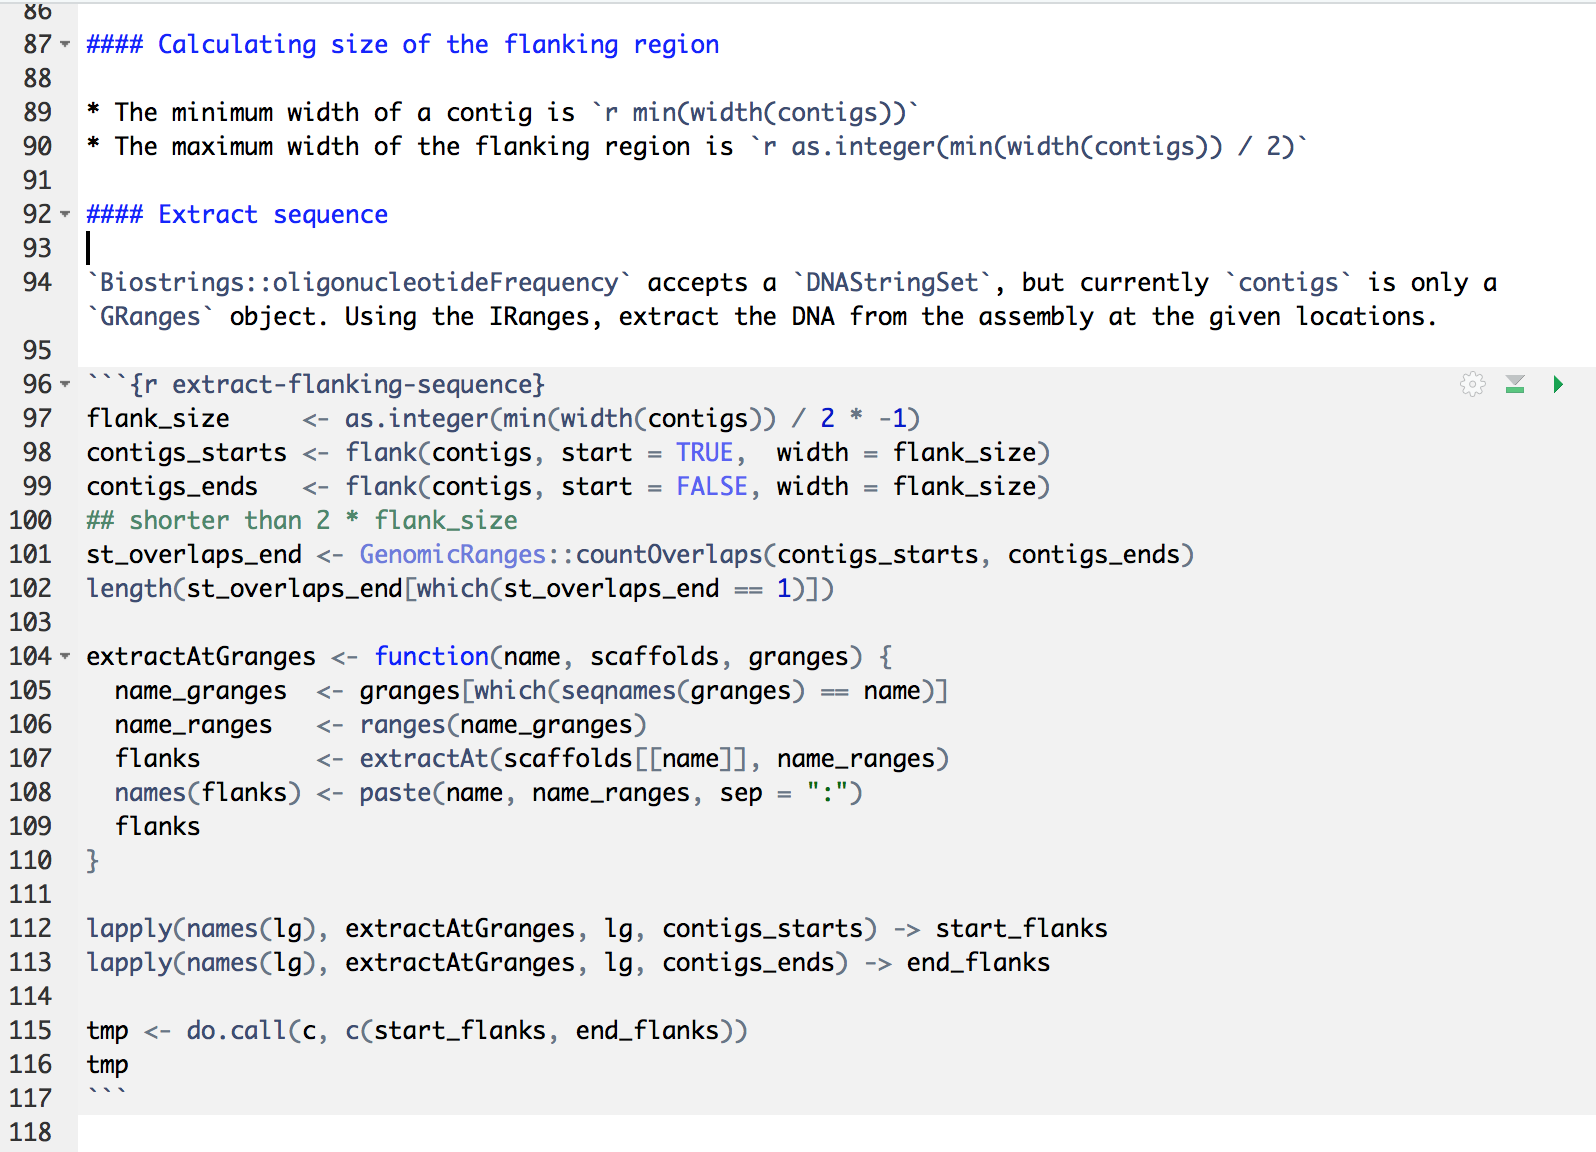 86
87 #### Calculating size of the flanking region
88
89 * The minimum width of a contig is `r min(width(contigs))`
90 * The maximum width of the flanking region is `r as.integer(min(width(contigs)) / 2)`
91
92 #### Extract sequence
93
94 `Biostrings::oligonucleotideFrequency` accepts a `DNAStringSet`, but currently `contigs` is only a
`GRanges` object. Using the IRanges, extract the DNA from the assembly at the given locations.
95
96 ```{r extract-flanking-sequence}
97 flank_size     <- as.integer(min(width(contigs)) / 2 * -1)
98 contigs_starts <- flank(contigs, start = TRUE,  width = flank_size)
99 contigs_ends   <- flank(contigs, start = FALSE, width = flank_size)
100 ## shorter than 2 * flank_size
101 st_overlaps_end <- GenomicRanges::countOverlaps(contigs_starts, contigs_ends)
102 length(st_overlaps_end[which(st_overlaps_end == 1)])
103
104 extractAtGranges <- function(name, scaffolds, granges) {
105   name_granges  <- granges[which(seqnames(granges) == name)]
106   name_ranges   <- ranges(name_granges)
107   flanks        <- extractAt(scaffolds[[name]], name_ranges)
108   names(flanks) <- paste(name, name_ranges, sep = ":")
109   flanks
110 }
111
112 lapply(names(lg), extractAtGranges, lg, contigs_starts) -> start_flanks
113 lapply(names(lg), extractAtGranges, lg, contigs_ends) -> end_flanks
114
115 tmp <- do.call(c, c(start_flanks, end_flanks))
116 tmp
117 ```
118